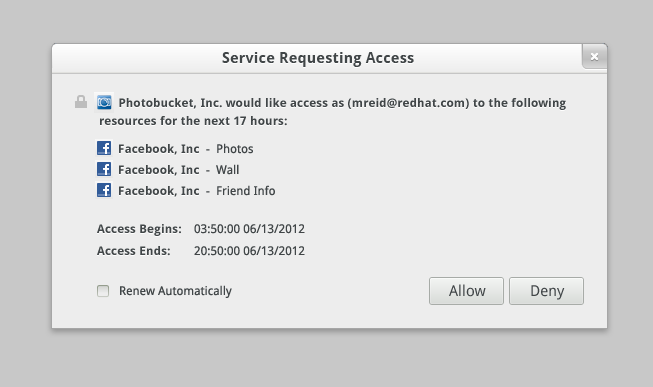 Service Requesting Access
Photobucket, Inc. would like access as (mreid@redhat.com) to the following
resources for the next 17 hours:
Facebook, Inc - Photos
Facebook, Inc - Wall
Facebook, Inc - Friend Info
Access Begins: 03:50:00 06/13/2012
Access Ends: 20:50:00 06/13/2012
Renew Automatically Allow Deny